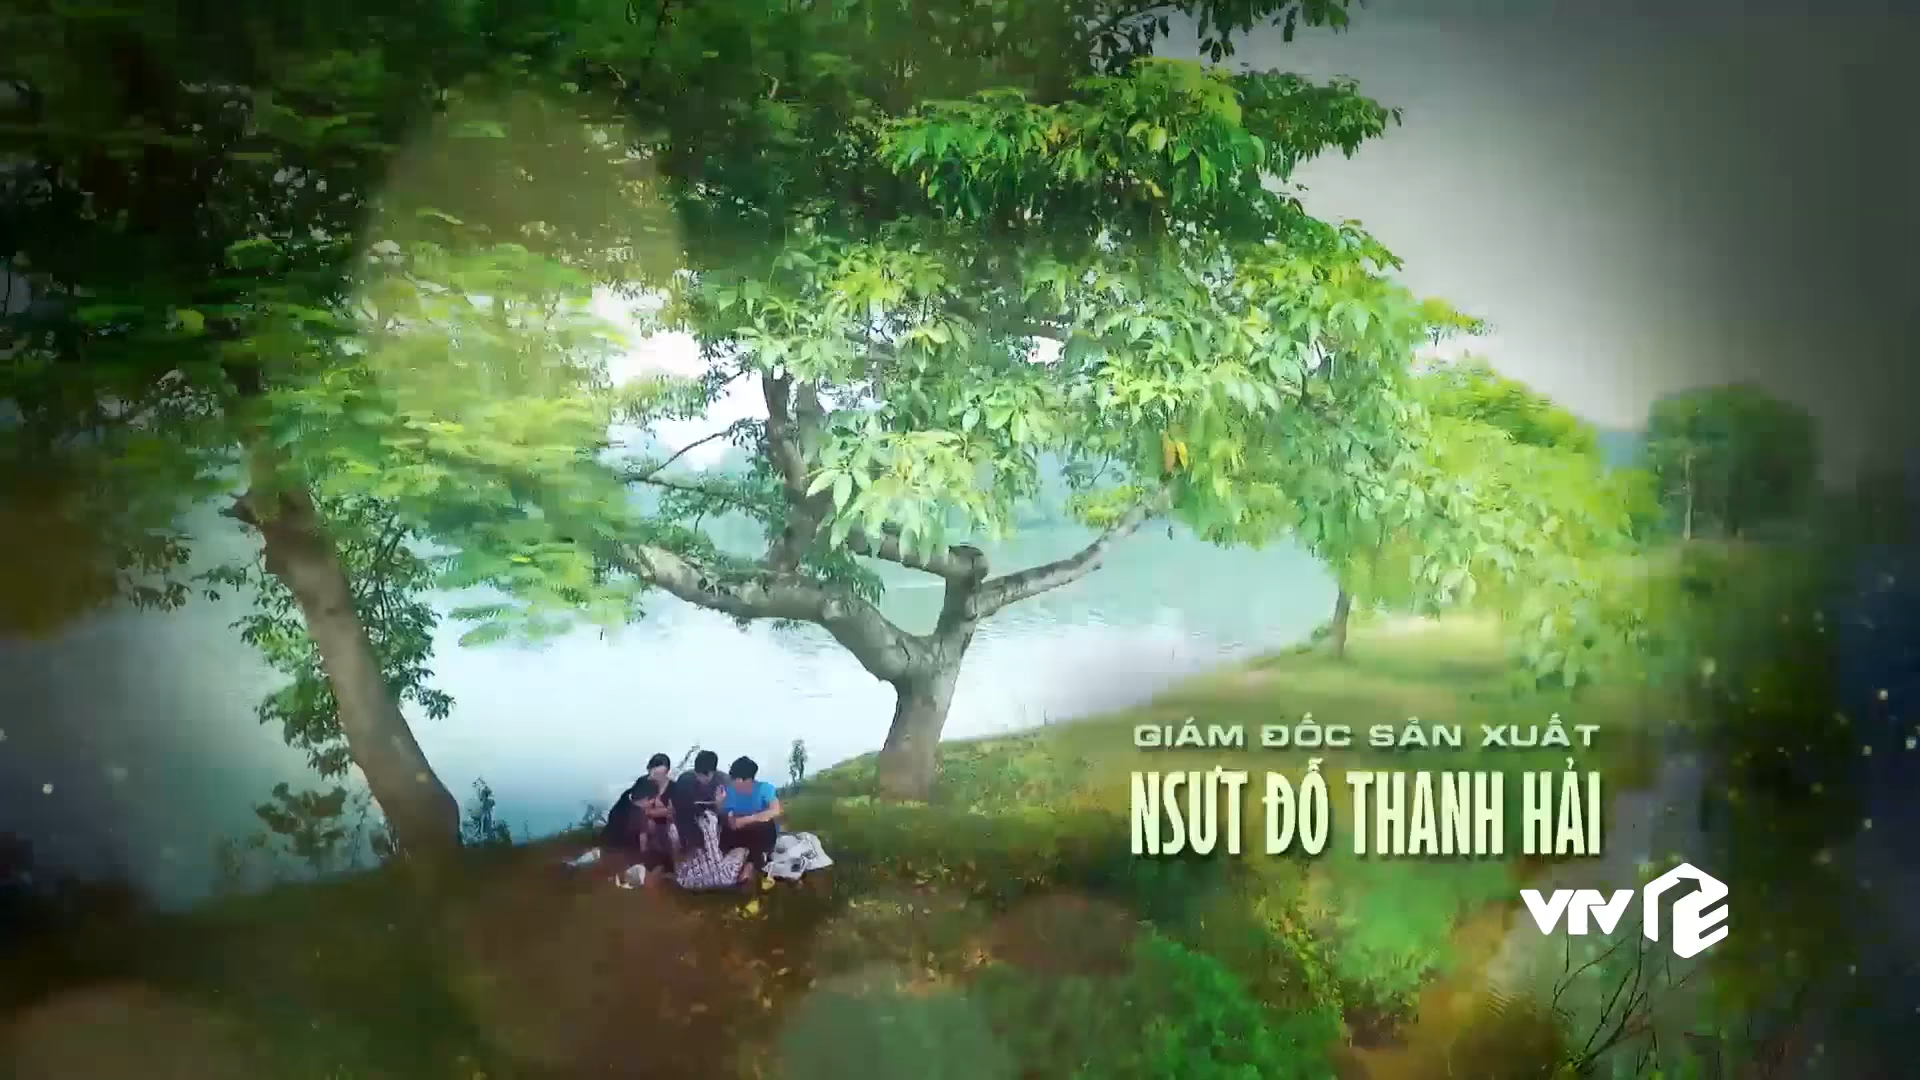 GIÁM ĐỐC SẢN XUẤT
NSƯT ĐỖ THANH HẢI
VTV E